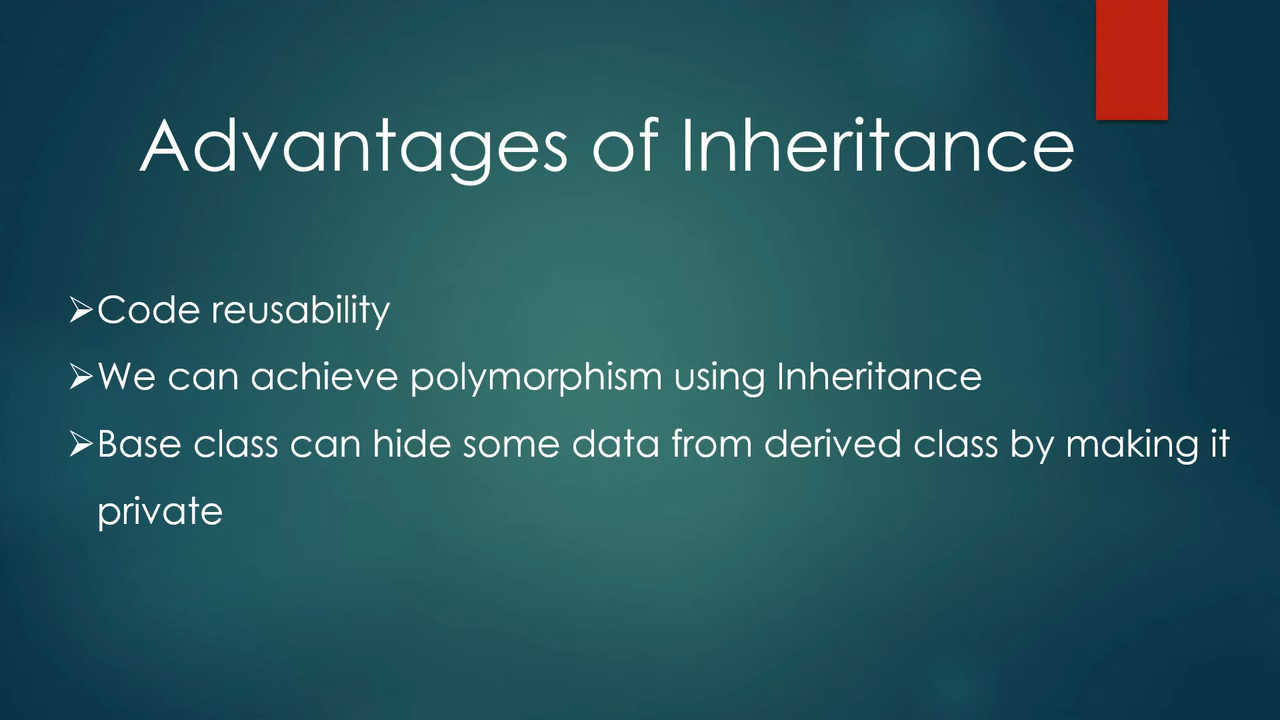 Advantages of Inheritance
➢Code reusability
➢We can achieve polymorphism using Inheritance
➢Base class can hide some data from derived class by making it
private